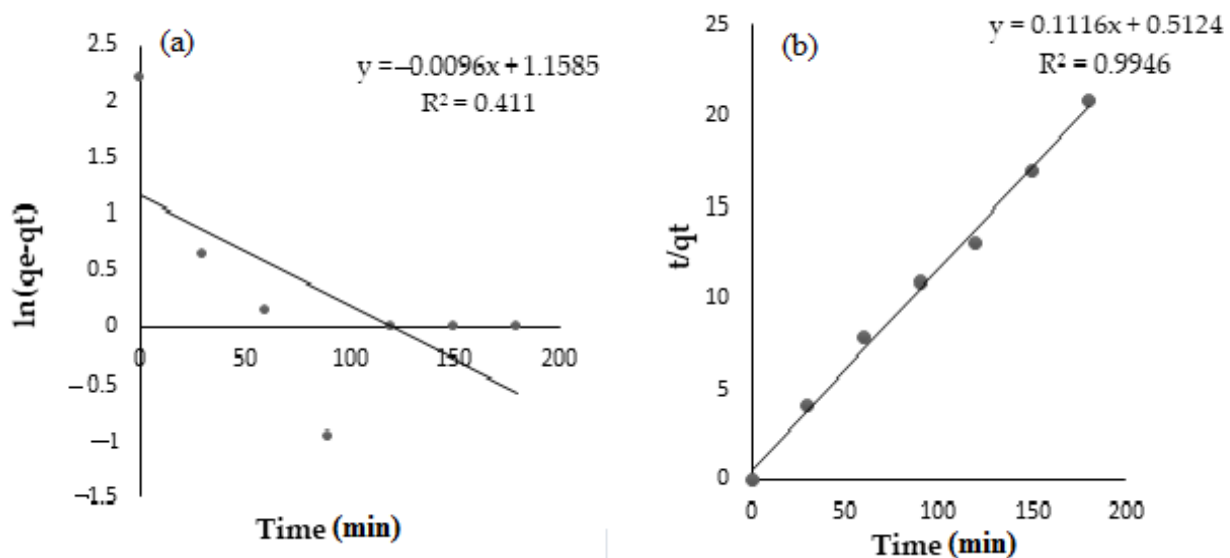 (a)
y = –0.0096x + 1.1585
R² = 0.411
2.5
2
1.5
1
0.5
0
–0.5
–1
–1.5
ln(qe-qt)
0
50
100
150
200
Time (min)
(b)
y = 0.1116x + 0.5124
R² = 0.9946
25
20
15
10
5
0
t/qt
0
50
100
150
200
Time (min)